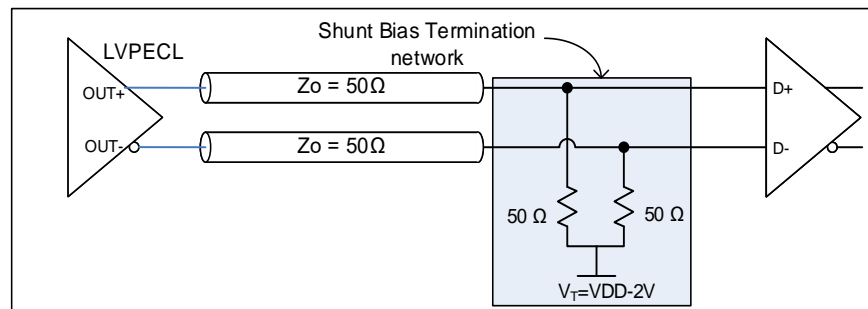 Shunt Bias Termination
network
LVPECL
OUT+
Zo = 50Ω
D+
OUT-
Zo = 50Ω
D-
50 Ω
50 Ω
V_T=VDD-2V